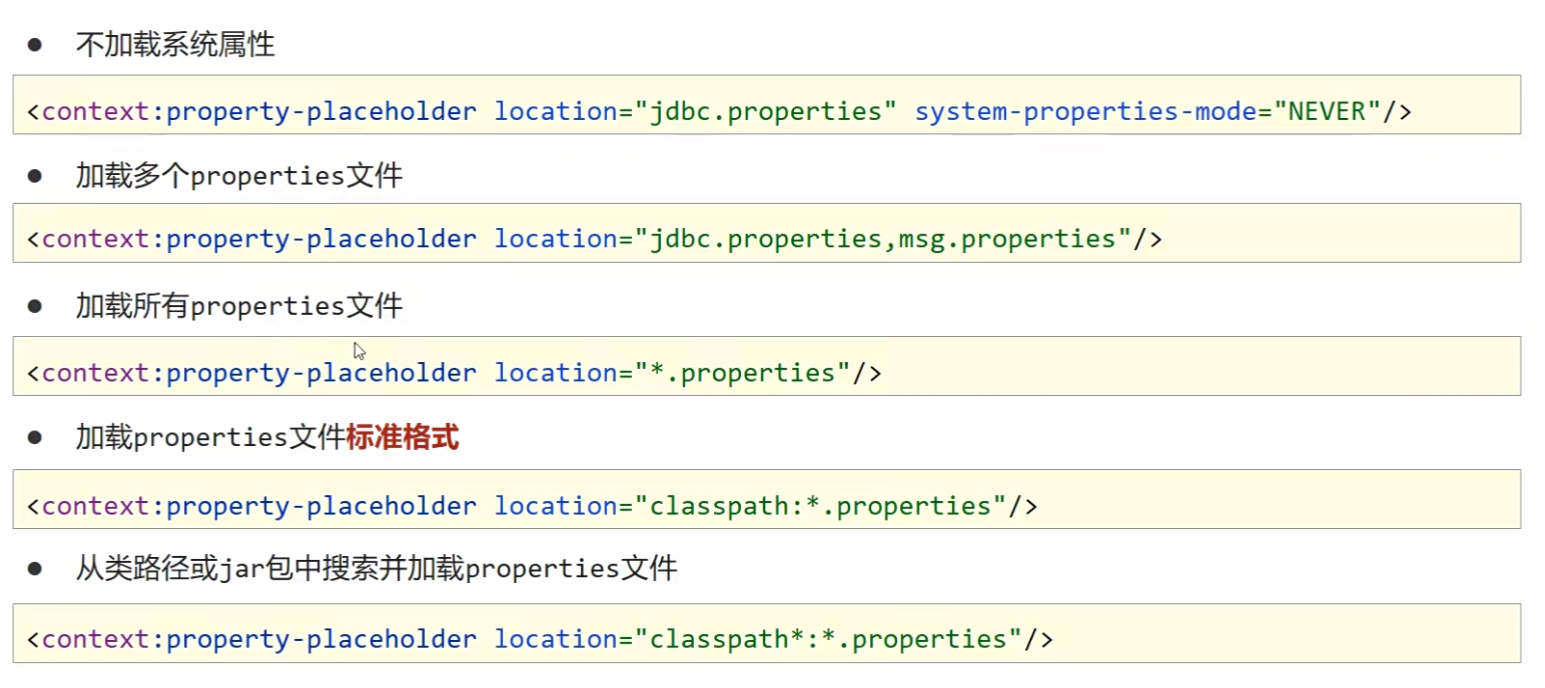 ● 不加载系统属性
<context:property-placeholder location="jdbc.properties" system-properties-mode="NEVER"/>
● 加载多个properties文件
<context:property-placeholder location="jdbc.properties,msg.properties"/>
● 加载所有properties文件
<context:property-placeholder location="*.properties"/>
● 加载properties文件标准格式
<context:property-placeholder location="classpath:*.properties"/>
● 从类路径或jar包中搜索并加载properties文件
<context:property-placeholder location="classpath*:*.properties"/>